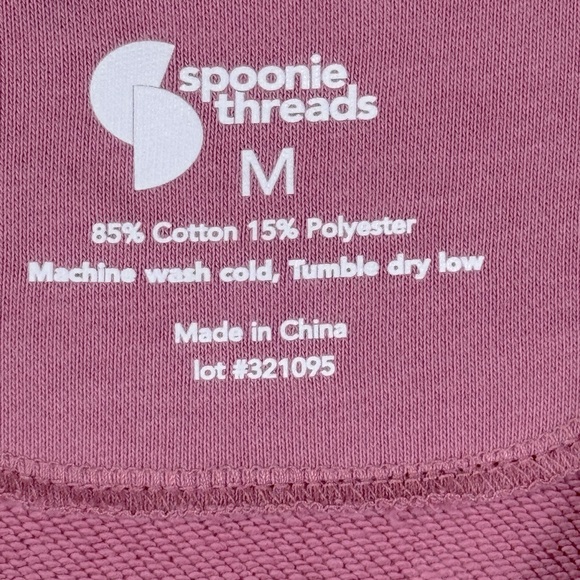 spoonie
threads
M
85% Cotton 15% Polyester
Machine wash cold, Tumble dry low
Made in China
lot #321095